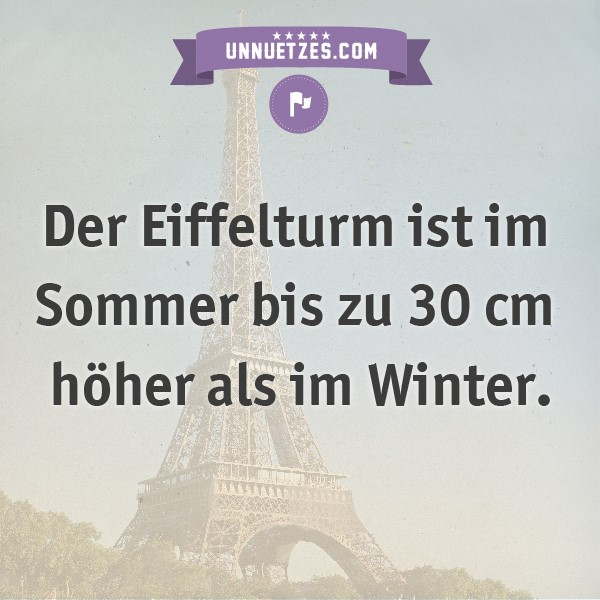 UNNUETZES.COM
Der Eiffelturm ist im
Sommer bis zu 30 cm
höher als im Winter.